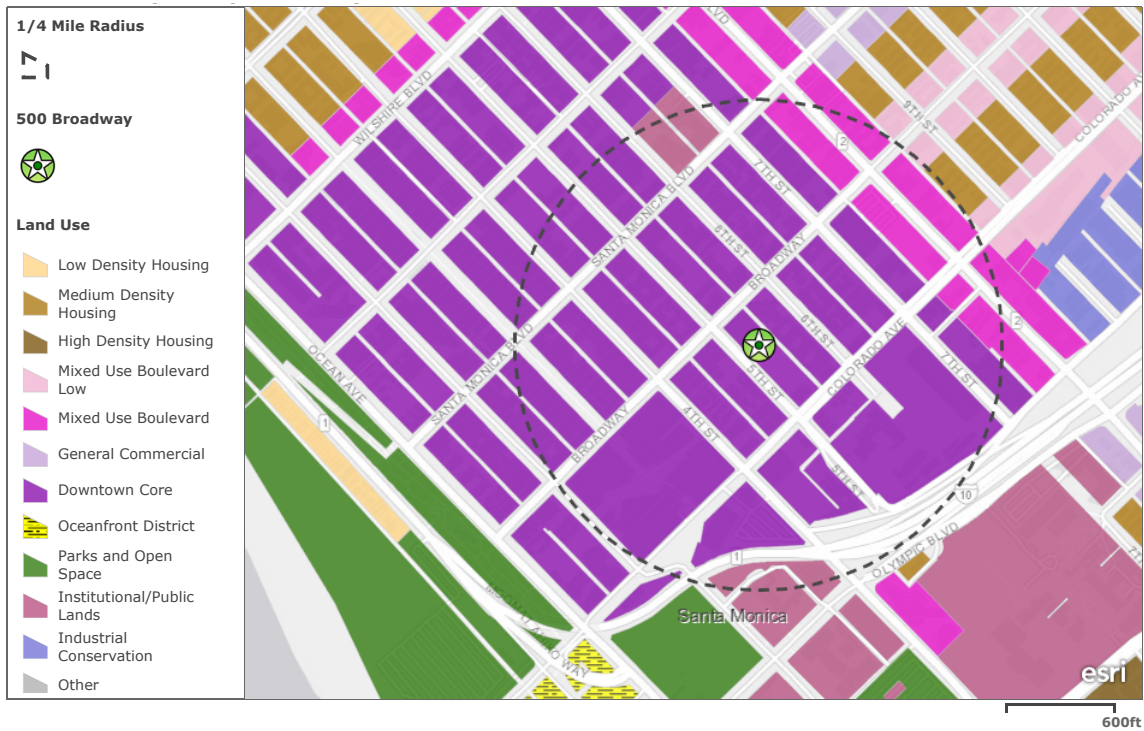 1/4 Mile Radius
500 Broadway
Land Use
Low Density Housing
Medium Density
Housing
High Density Housing
Mixed Use Boulevard
Low
Mixed Use Boulevard
General Commercial
Downtown Core
Oceanfront District
Parks and Open
Space
Institutional/Public
Lands
Industrial
Conservation
Other
WILSHIRE BLVD
9TH ST
COLORADO A
2
7TH ST
SANTA MONICA BLVD
6TH ST
BROADWAY
OCEAN AVE
SANTA MONICA BLVD
6TH ST
COLORADO AVE
2
7TH ST
5TH ST
1
4TH ST
BROADWAY
5TH ST
10
1
OLYMPIC BLVD
Santa Monica
WAY
esri
600ft